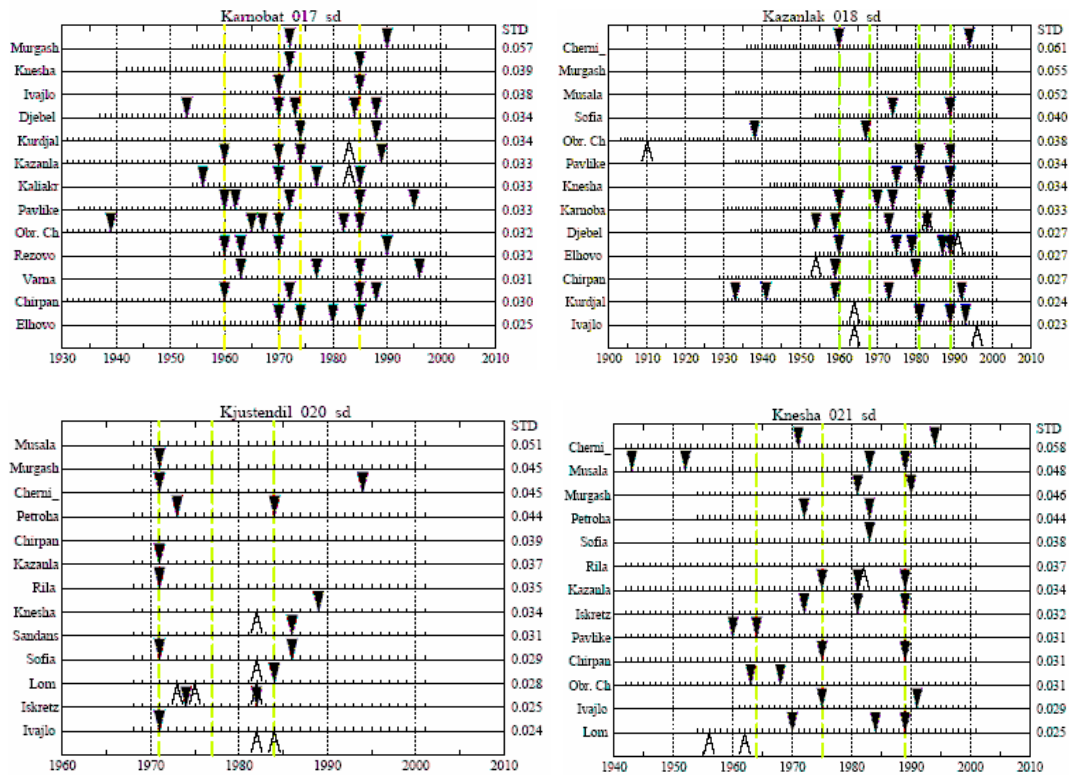 Karnobat 017 sd
STD
Murgash 0.057
Knesha 0.039
Ivajlo 0.038
Djebel 0.034
Kurdjal 0.034
Kazanla 0.033
Kaliakr 0.033
Pavlike 0.033
Obr. Ch 0.032
Rezovo 0.032
Varna 0.031
Chirpan 0.030
Elhovo 0.025
1930 1940 1950 1960 1970 1980 1990 2000 2010
Kazanlak 018 sd
STD
Cherni_ 0.061
Murgash 0.055
Musala 0.052
Sofia 0.040
Obr. Ch 0.038
Pavlike 0.034
Knesha 0.034
Karnoba 0.033
Djebel 0.027
Elhovo 0.027
Chirpan 0.027
Kurdjal 0.024
Ivajlo 0.023
1900 1910 1920 1930 1940 1950 1960 1970 1980 1990 2000 2010
Kjustendil 020 sd
STD
Musala 0.051
Murgash 0.045
Cherni_ 0.045
Petroha 0.044
Chirpan 0.039
Kazanla 0.037
Rila 0.035
Knesha 0.034
Sandans 0.031
Sofia 0.029
Lom 0.028
Iskretz 0.025
Ivajlo 0.024
1960 1970 1980 1990 2000 2010
Knesha 021 sd
STD
Cherni_ 0.058
Musala 0.048
Murgash 0.046
Petroha 0.044
Sofia 0.038
Rila 0.037
Kazanla 0.034
Iskretz 0.032
Pavlike 0.031
Chirpan 0.031
Obr. Ch 0.031
Ivajlo 0.029
Lom 0.025
1940 1950 1960 1970 1980 1990 2000 2010